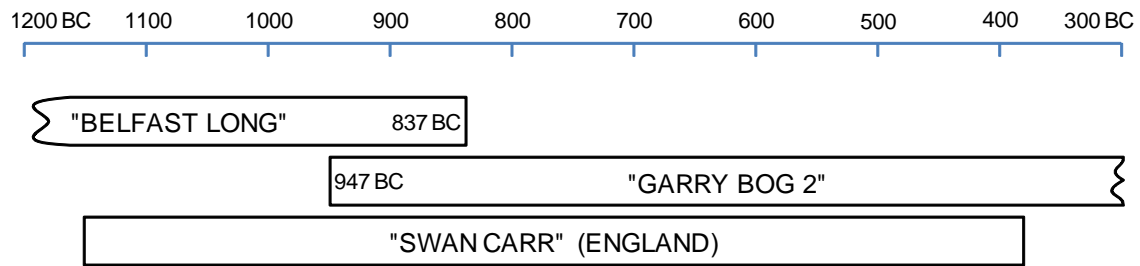 1200 BC 1100 1000 900 800 700 600 500 400 300 BC
"BELFAST LONG" 837 BC
947 BC "GARRY BOG 2"
"SWAN CARR" (ENGLAND)